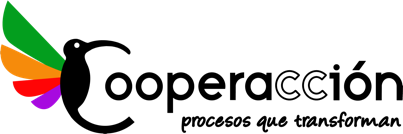 Cooperacción
procesos que transforman